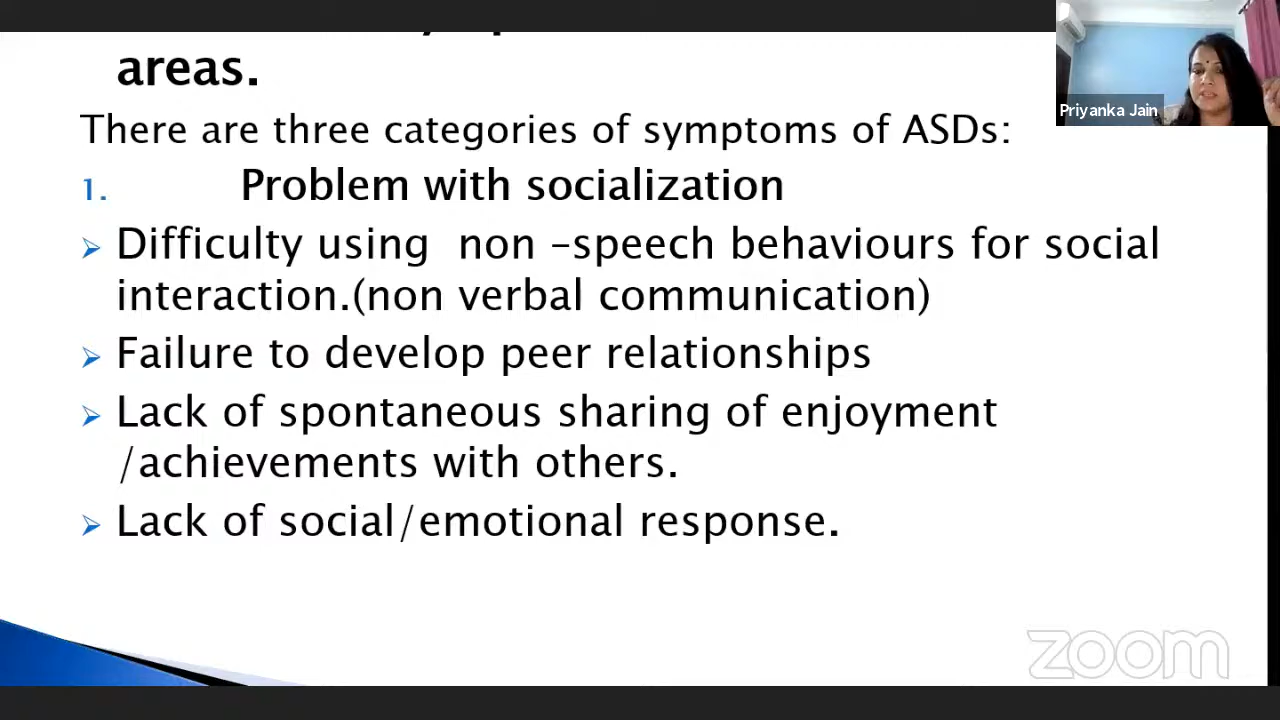 areas.
There are three categories of symptoms of ASDs:
1. Problem with socialization
➢ Difficulty using non –speech behaviours for social
interaction.(non verbal communication)
➢ Failure to develop peer relationships
➢ Lack of spontaneous sharing of enjoyment
/achievements with others.
➢ Lack of social/emotional response.
Priyanka Jain
zoom